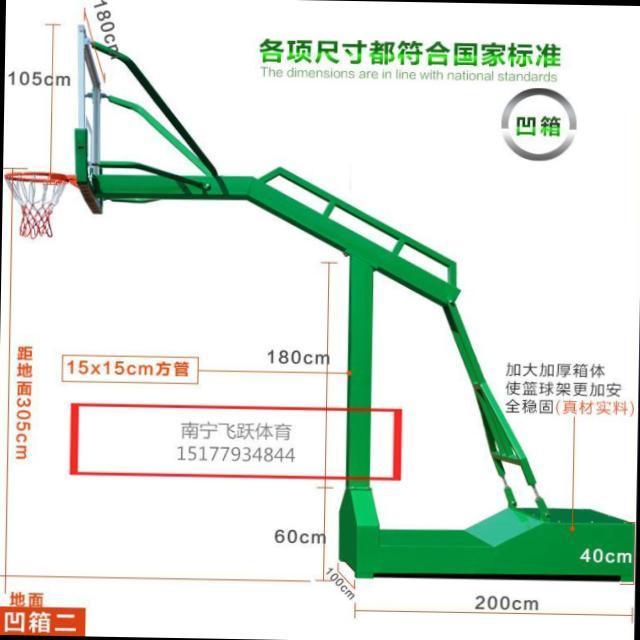 180cm
105cm
各项尺寸都符合国家标准
The dimensions are in line with national standards
凹箱
距地面305cm
15x15cm方管
180cm
加大加厚箱体
使篮球架更加安
全稳固(真材实料)
南宁飞跃体育
15177934844
60cm
40cm
100cm
200cm
地面
凹箱二